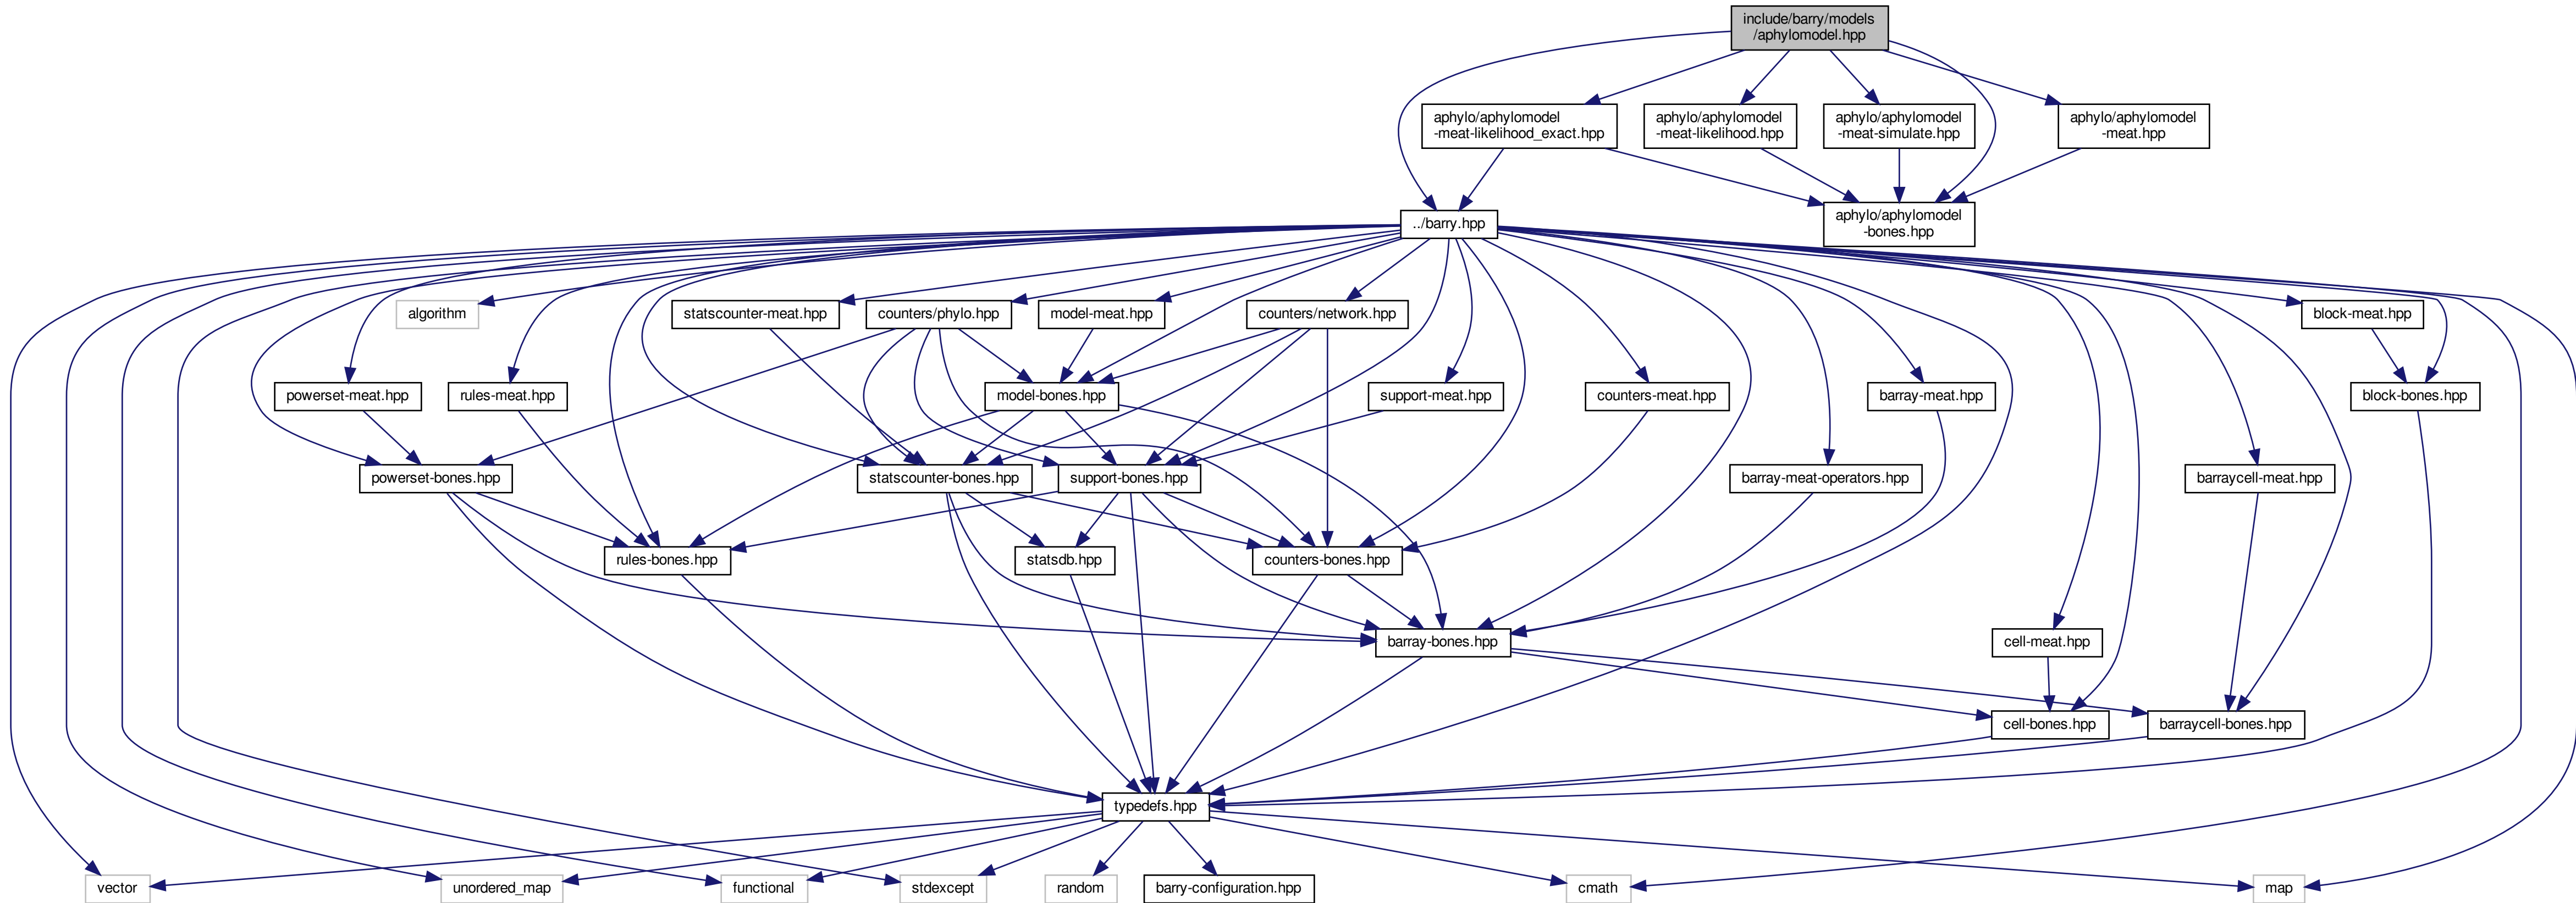 include/barry/models
/aphylomodel.hpp
aphylo/aphylomodel
-meat-likelihood_exact.hpp
aphylo/aphylomodel
-meat-likelihood.hpp
aphylo/aphylomodel
-meat-simulate.hpp
aphylo/aphylomodel
-meat.hpp
../barry.hpp
aphylo/aphylomodel
-bones.hpp
algorithm
statscounter-meat.hpp
counters/phylo.hpp
model-meat.hpp
counters/network.hpp
block-meat.hpp
powerset-meat.hpp
rules-meat.hpp
model-bones.hpp
support-meat.hpp
counters-meat.hpp
barray-meat.hpp
block-bones.hpp
powerset-bones.hpp
statscounter-bones.hpp
support-bones.hpp
barray-meat-operators.hpp
barraycell-meat.hpp
rules-bones.hpp
statsdb.hpp
counters-bones.hpp
barray-bones.hpp
cell-meat.hpp
cell-bones.hpp
barraycell-bones.hpp
typedefs.hpp
vector
unordered_map
functional
stdexcept
random
barry-configuration.hpp
cmath
map